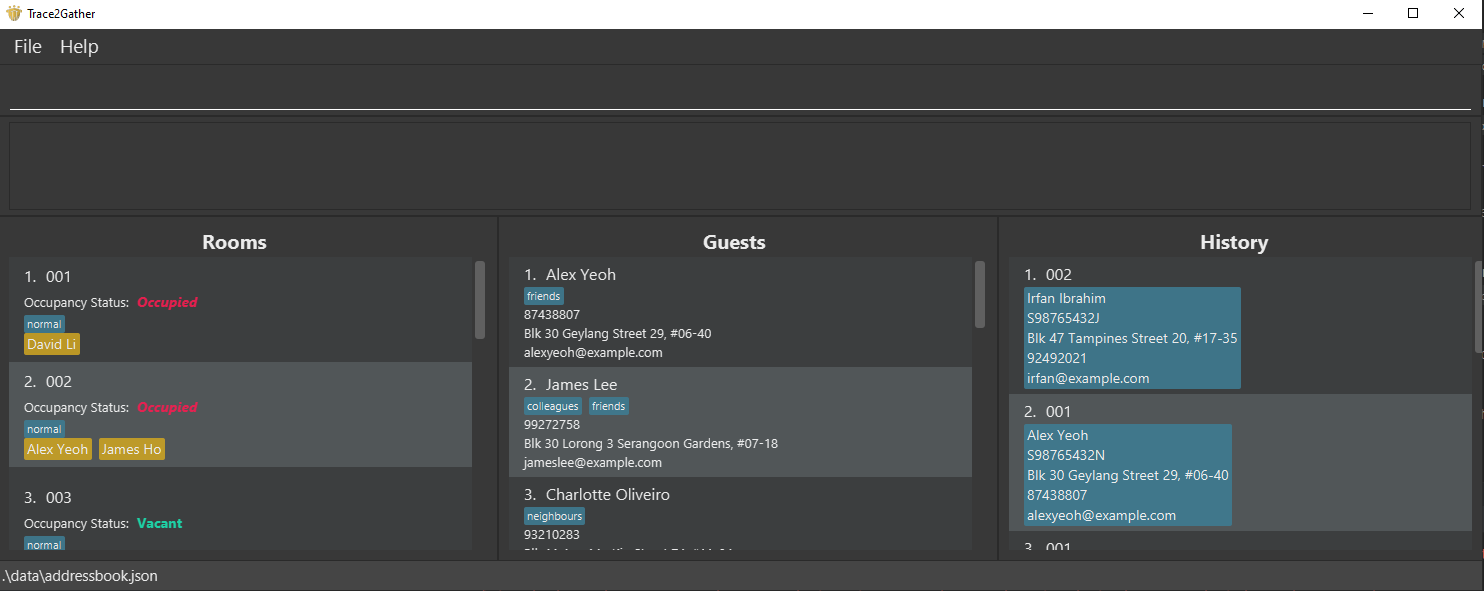 Trace2Gather
File Help
Rooms
1. 001
Occupancy Status: Occupied
normal
David Li
2. 002
Occupancy Status: Occupied
normal
Alex Yeoh James Ho
3. 003
Occupancy Status: Vacant
normal
Guests
1. Alex Yeoh
friends
87438807
Blk 30 Geylang Street 29, #06-40
alexyeoh@example.com
2. James Lee
colleagues friends
99272758
Blk 30 Lorong 3 Serangoon Gardens, #07-18
jameslee@example.com
3. Charlotte Oliveiro
neighbours
93210283
History
1. 002
Irfan Ibrahim
S98765432J
Blk 47 Tampines Street 20, #17-35
92492021
irfan@example.com
2. 001
Alex Yeoh
S98765432N
Blk 30 Geylang Street 29, #06-40
87438807
alexyeoh@example.com
3. 001
.\data\addressbook.json